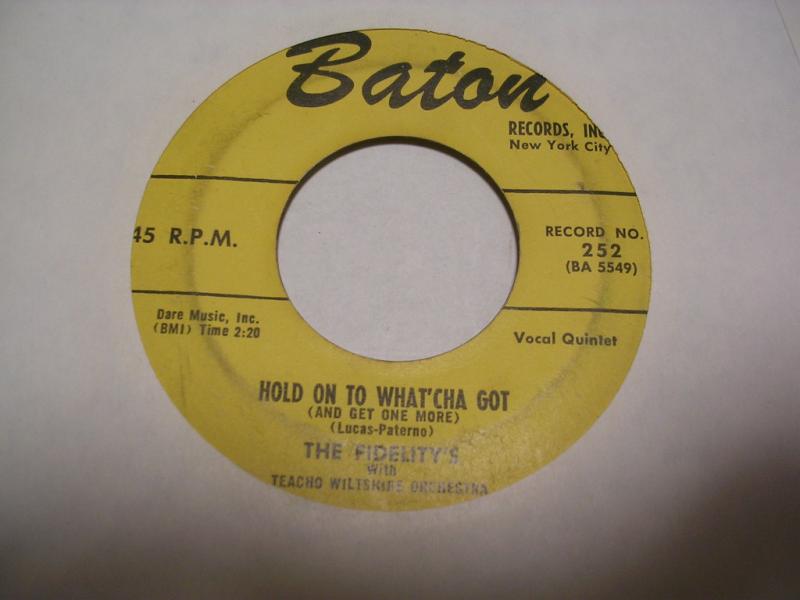 Baton
RECORDS, INC
New York City
45 R.P.M.
RECORD NO.
252
(BA 5549)
Dare Music, Inc.
(BMI) Time 2:20
Vocal Quintet
HOLD ON TO WHAT'CHA GOT
(AND GET ONE MORE)
(Lucas-Paterno)
THE FIDELITY'S
with
TEACHO WILTSHIRE ORCHESTRA